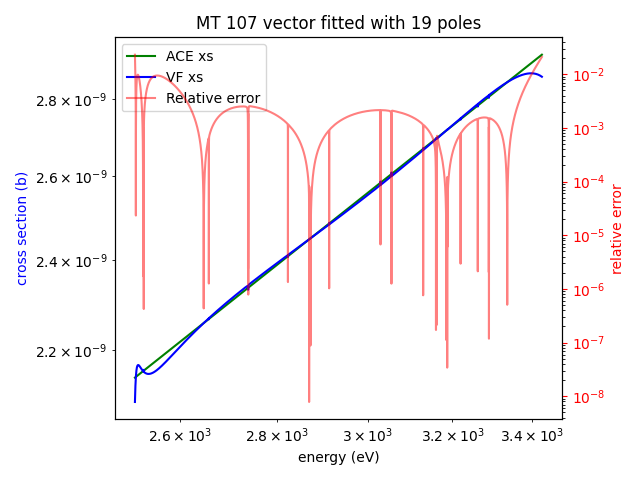 MT 107 vector fitted with 19 poles
ACE xs
VF xs
Relative error
2.8 × 10⁻⁹
2.6 × 10⁻⁹
2.4 × 10⁻⁹
2.2 × 10⁻⁹
cross section (b)
10⁻²
10⁻³
10⁻⁴
10⁻⁵
10⁻⁶
10⁻⁷
10⁻⁸
relative error
2.6 × 10³ 2.8 × 10³ 3 × 10³ 3.2 × 10³ 3.4 × 10³
energy (eV)